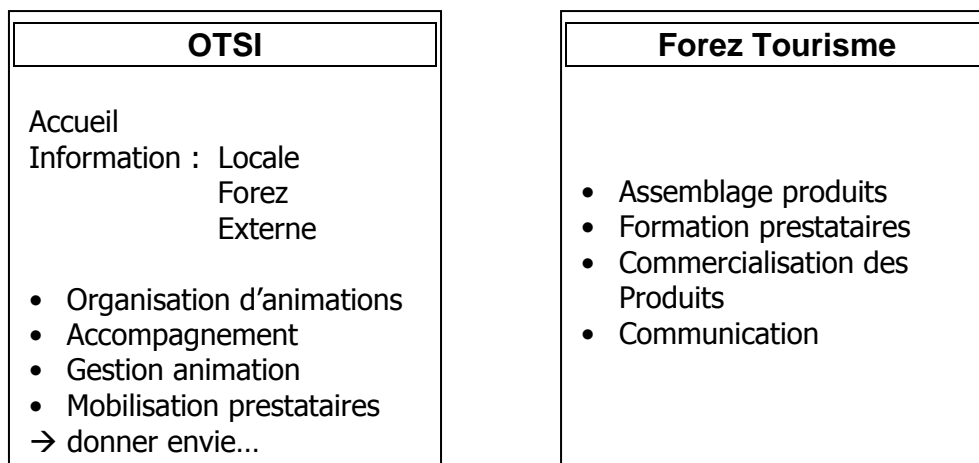 OTSI
Accueil
Information : Locale
Forez
Externe
• Organisation d’animations
• Accompagnement
• Gestion animation
• Mobilisation prestataires
→ donner envie…
Forez Tourisme
• Assemblage produits
• Formation prestataires
• Commercialisation des
Produits
• Communication